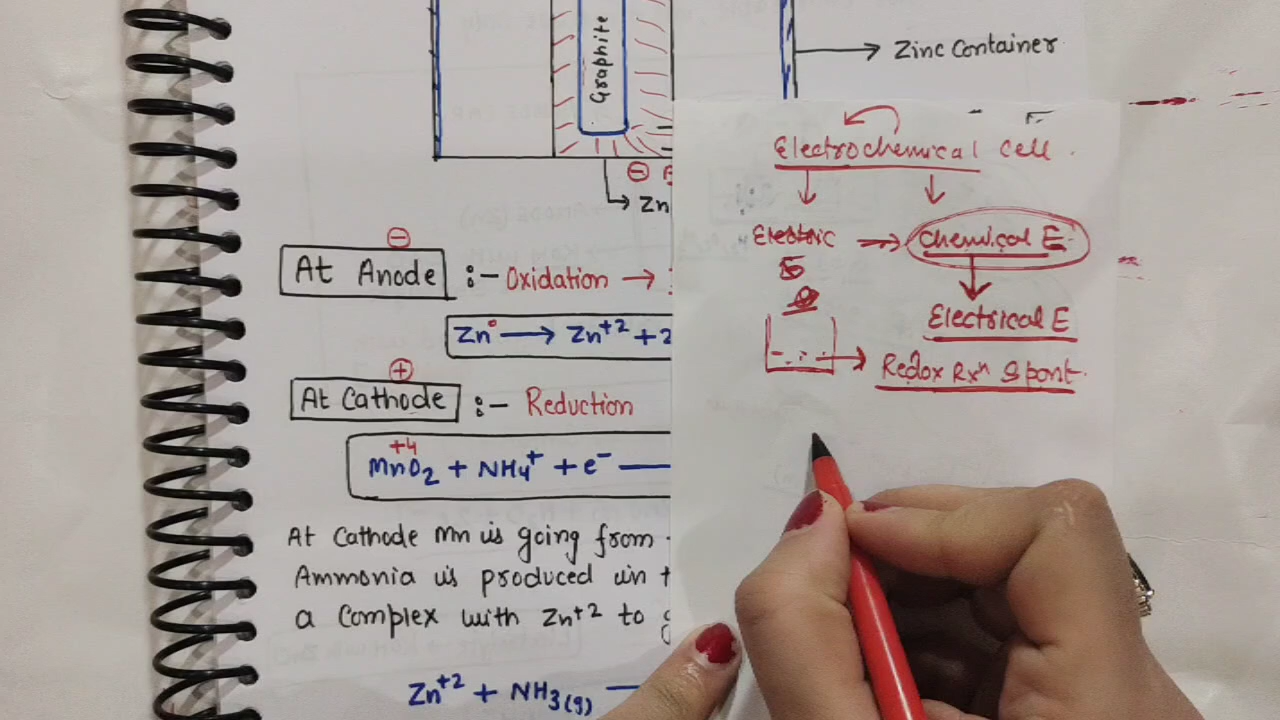 Graphite
Zinc Container
⊖
Zn
At Anode :- Oxidation →
⊖
Zn° → Zn+2 + 2
⊕
At Cathode :- Reduction
+4
MnO2 + NH4+ + e-
At Cathode Mn is going from
Ammonia is produced in
a Complex with Zn+2 to
Zn+2 + NH3(g)
Electrochemical cell.
Electric → Chemical E
E
Electrical E
Redox Rxn Spont.